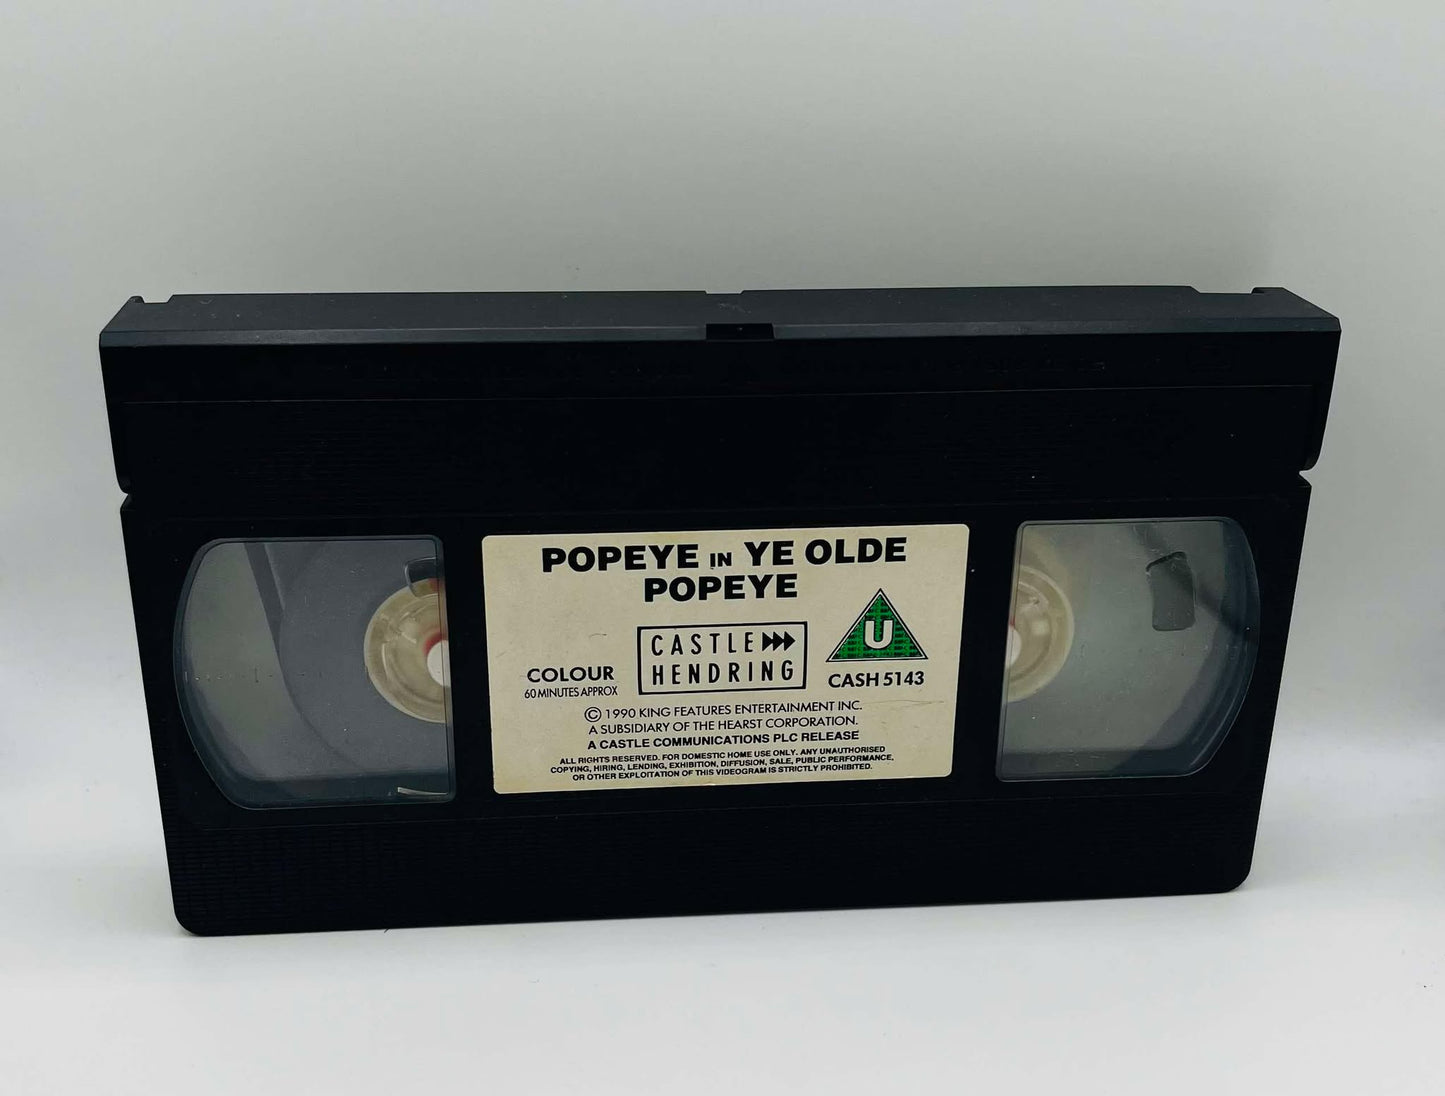 POPEYE IN YE OLDE
POPEYE
CASTLE
HENDRING
U
COLOUR
60 MINUTES APPROX
CASH 5143
© 1990 KING FEATURES ENTERTAINMENT INC.
A SUBSIDIARY OF THE HEARST CORPORATION.
A CASTLE COMMUNICATIONS PLC RELEASE
ALL RIGHTS RESERVED. FOR DOMESTIC HOME USE ONLY. ANY UNAUTHORISED
COPYING, HIRING, LENDING, EXHIBITION, DIFFUSION, SALE, PUBLIC PERFORMANCE,
OR OTHER EXPLOITATION OF THIS VIDEOGRAM IS STRICTLY PROHIBITED.